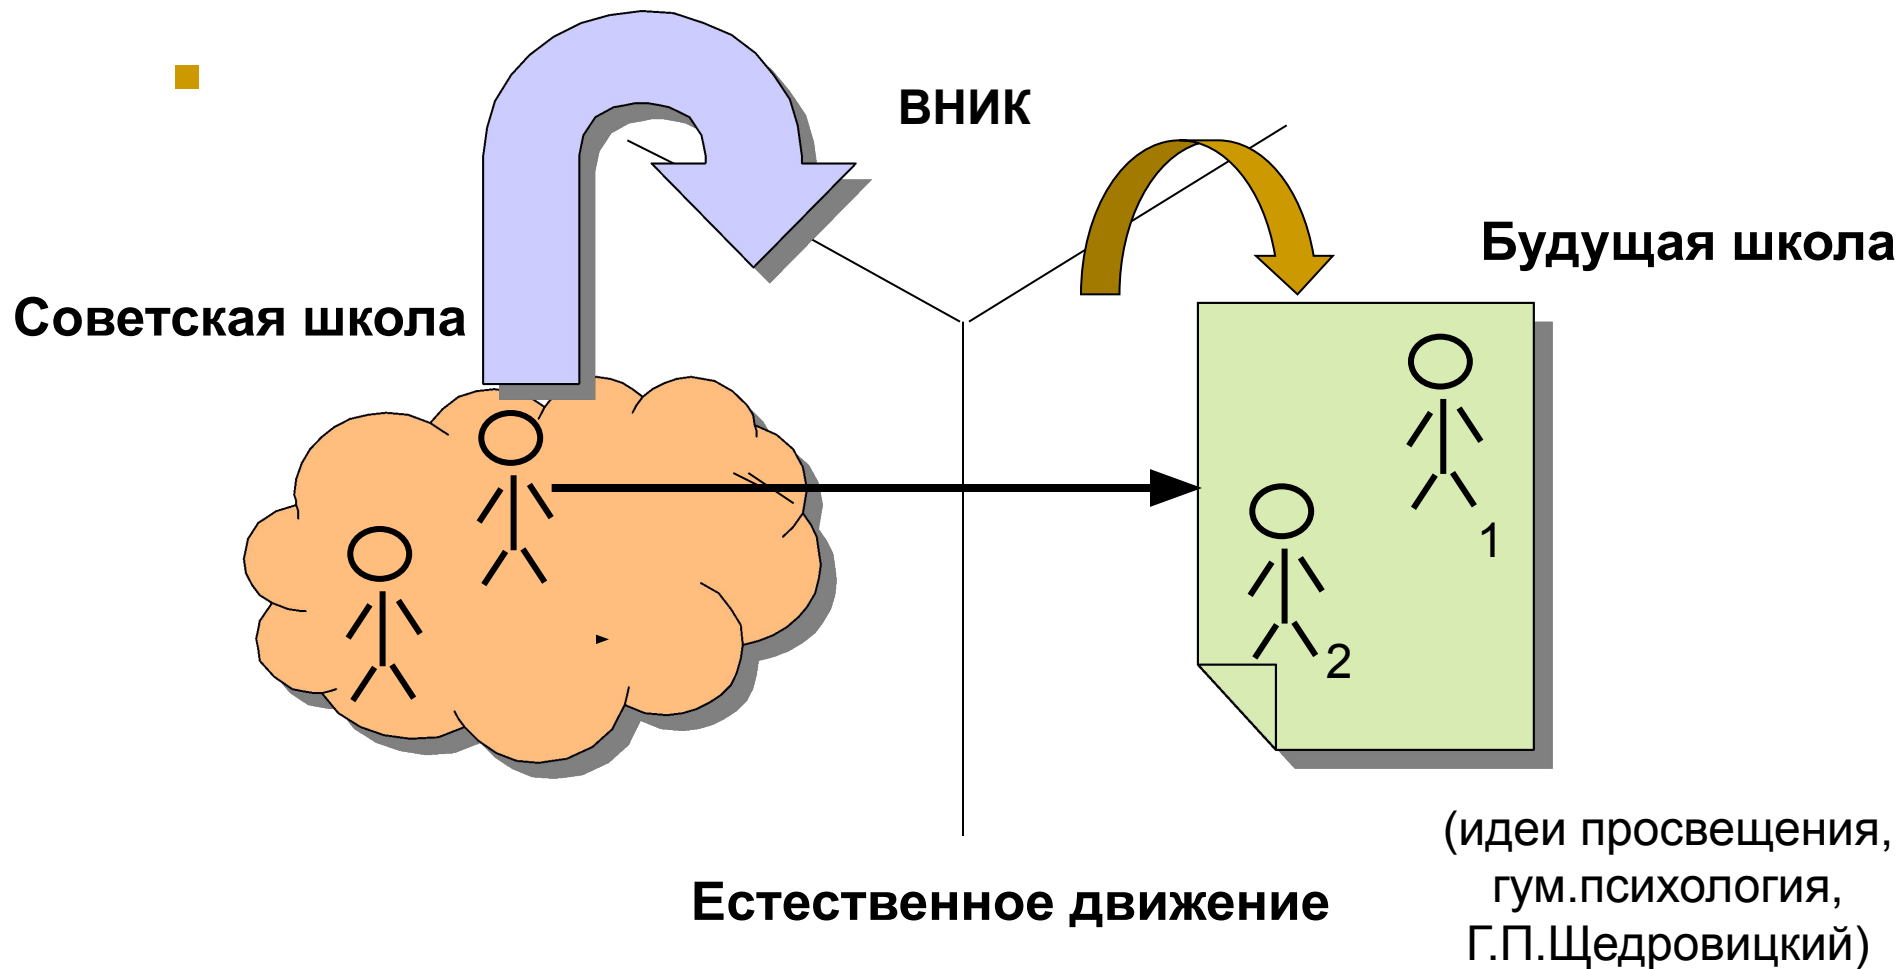 ВНИК
Будущая школа
Советская школа
1
2
(идеи просвещения,
гум.психология,
Г.П.Щедровицкий)
Естественное движение